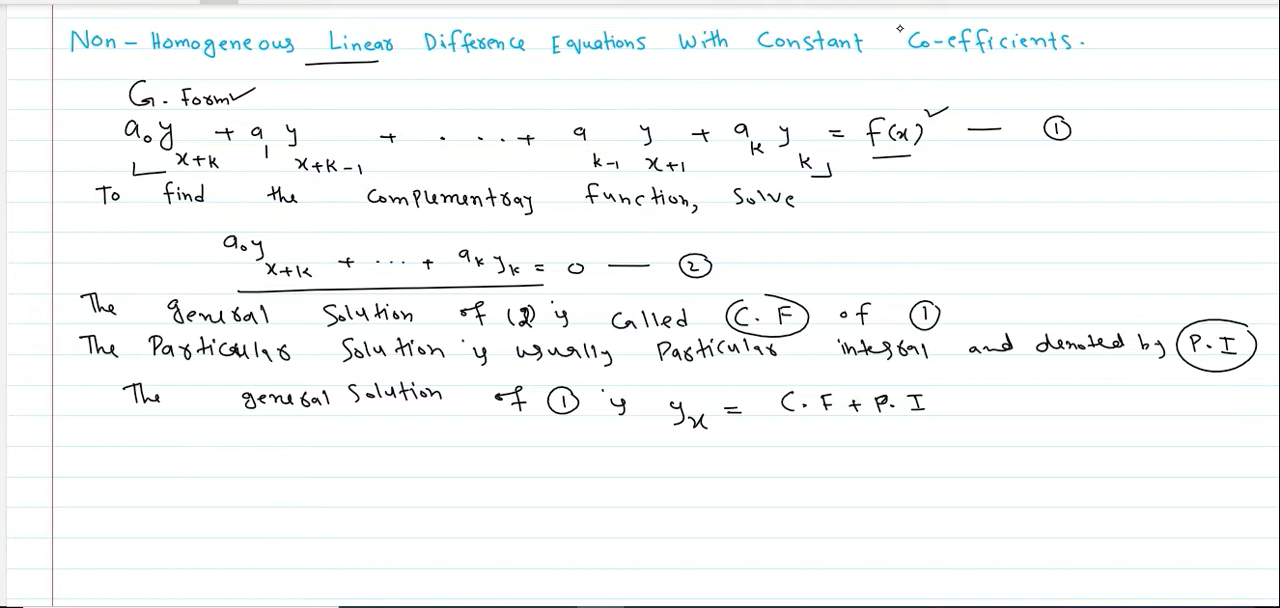 Non-Homogeneous Linear Difference Equations With Constant Co-efficients.
G. Form
a₀y_{x+k} + a₁y_{x+k-1} + . . . . + a_{k-1} y_{x+1} + a_k y_k = f(x) — ①
To find the Complementray function, Solve
a₀y_{x+k} + . . . + a_k y_k = 0 — ②
The general Solution of (2) is called C.F of ①
The Particular Solution is usually Particular integral and denoted by P.I
The general Solution of ① is y_x = C.F + P.I